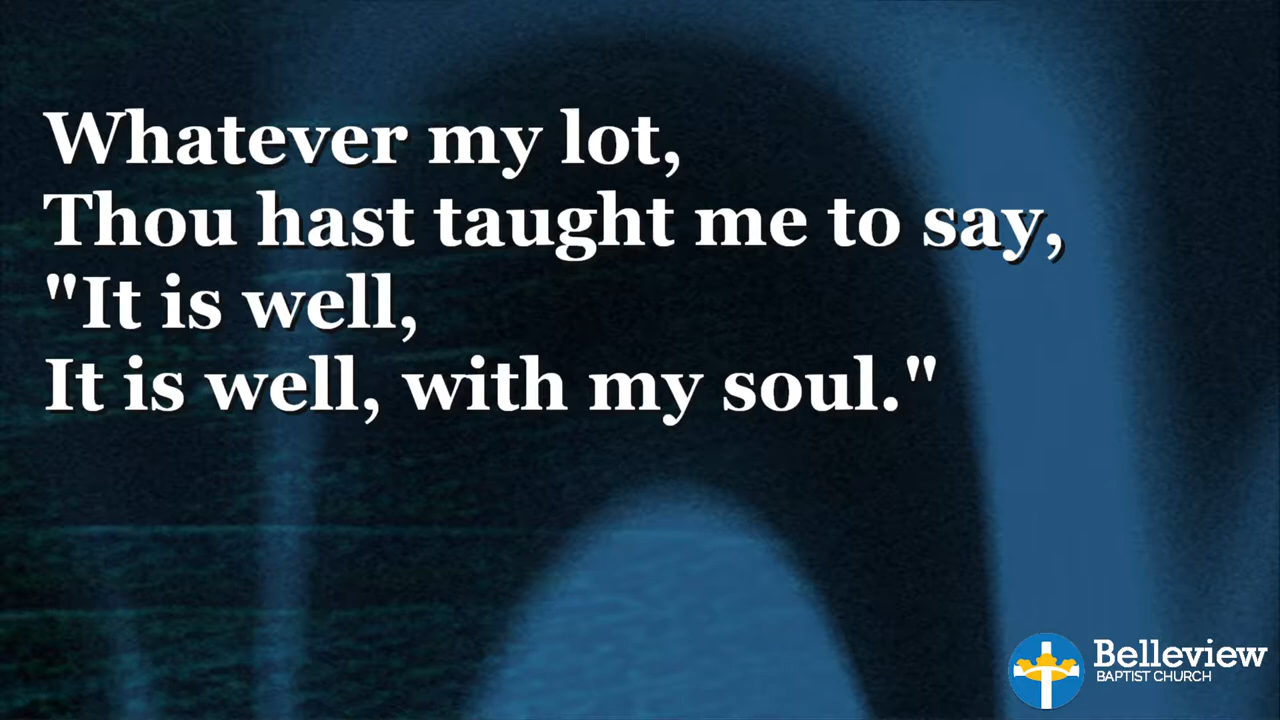 Whatever my lot,
Thou hast taught me to say,
"It is well,
It is well, with my soul."
Belleview
BAPTIST CHURCH